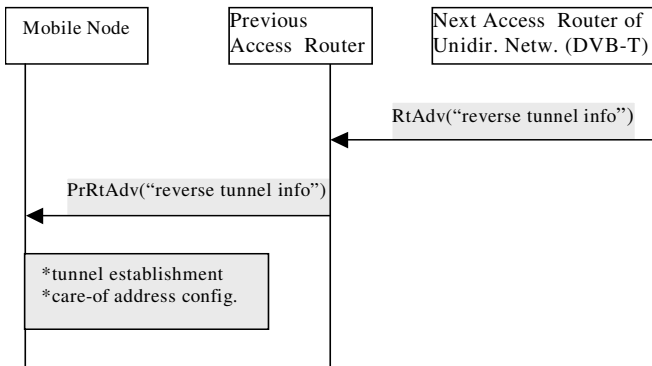 Mobile Node
Previous
Access Router
Next Access Router of
Unidir. Netw. (DVB-T)
RtAdv(“reverse tunnel info”)
PrRtAdv(“reverse tunnel info”)
*tunnel establishment
*care-of address config.